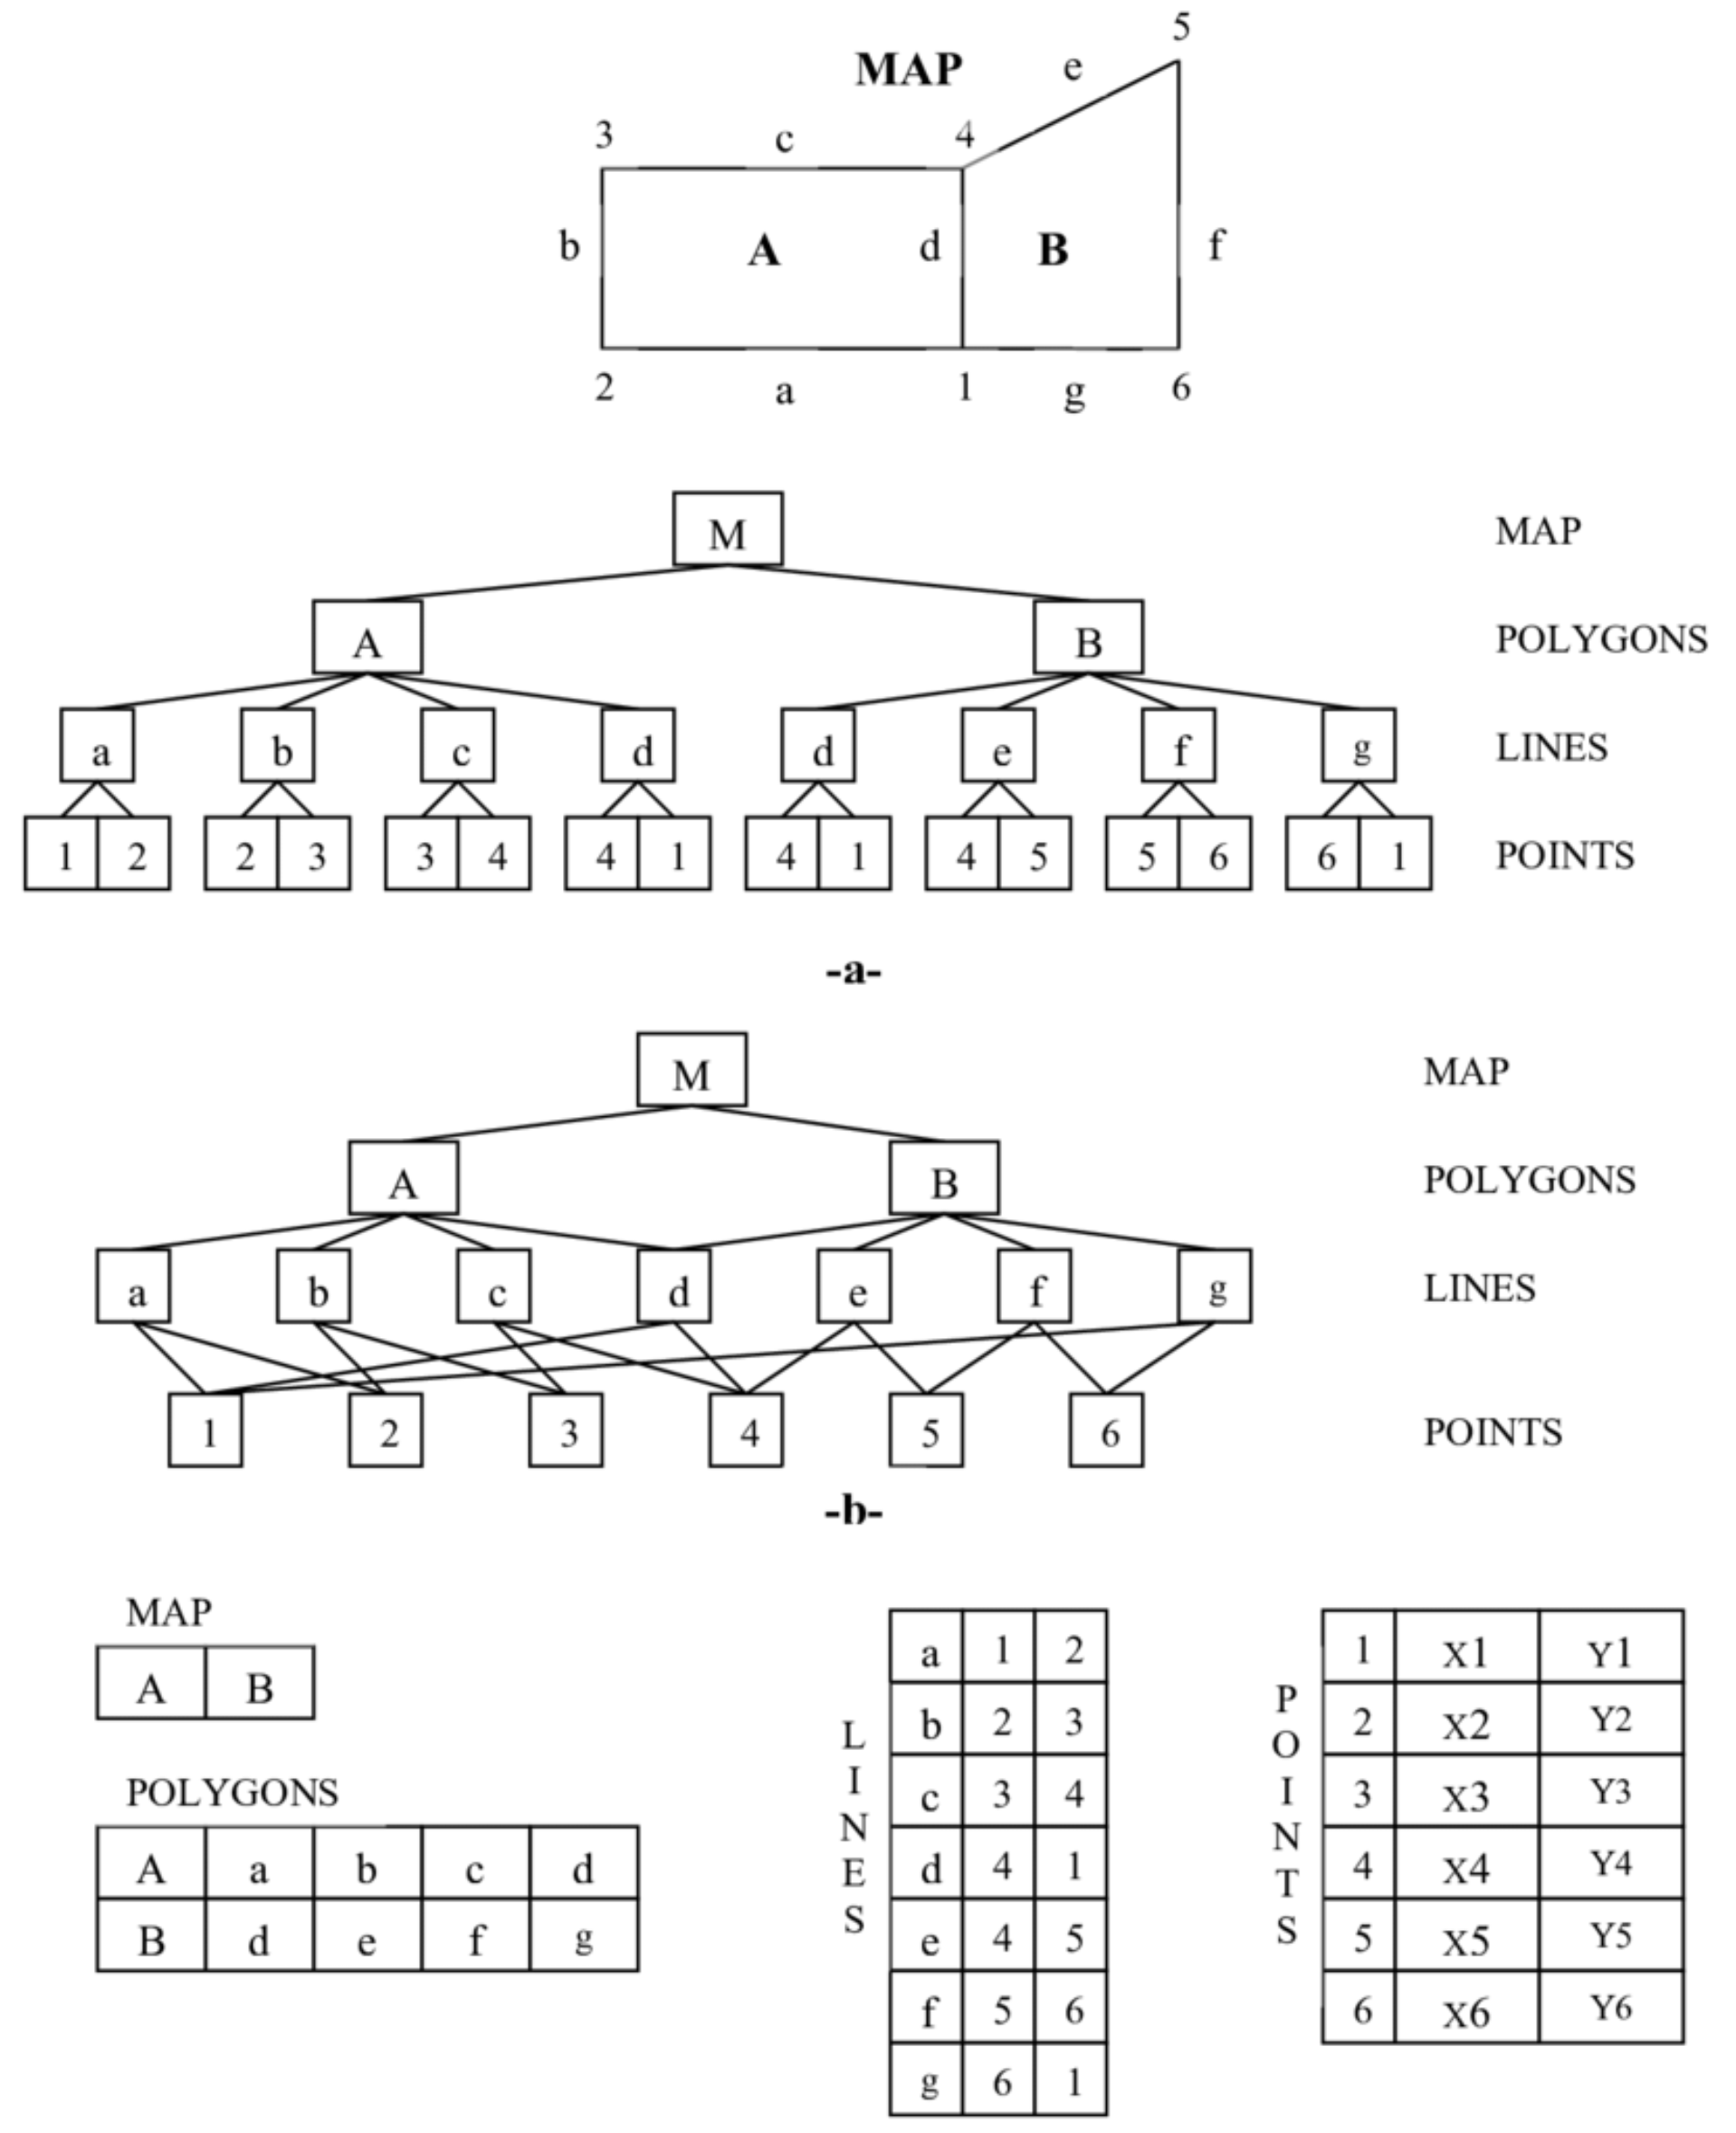 5
MAP e
3 c 4
b A d B f
2 a 1 g 6
M MAP
A B POLYGONS
a b c d d e f g LINES
1 2 2 3 3 4 4 1 4 1 4 5 5 6 6 1 POINTS
-a-
M MAP
A B POLYGONS
a b c d e f g LINES
1 2 3 4 5 6 POINTS
-b-
MAP
A B
POLYGONS
A a b c d
B d e f g
LINES
a 1 2
b 2 3
c 3 4
d 4 1
e 4 5
f 5 6
g 6 1
POINTS
1 X1 Y1
2 X2 Y2
3 X3 Y3
4 X4 Y4
5 X5 Y5
6 X6 Y6